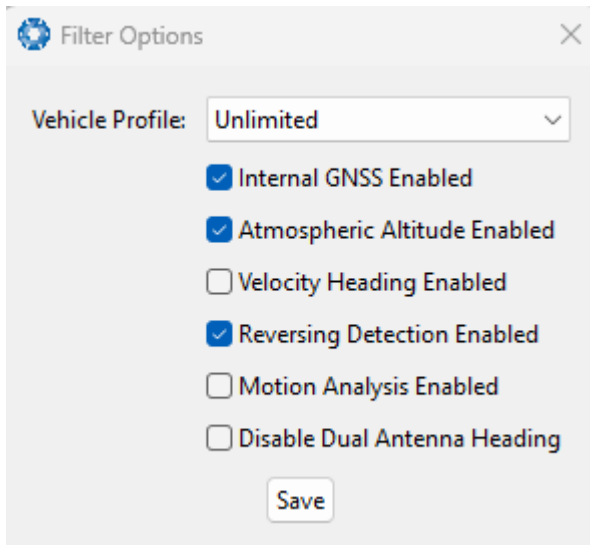 Filter Options
Vehicle Profile: Unlimited
Internal GNSS Enabled
Atmospheric Altitude Enabled
Velocity Heading Enabled
Reversing Detection Enabled
Motion Analysis Enabled
Disable Dual Antenna Heading
Save